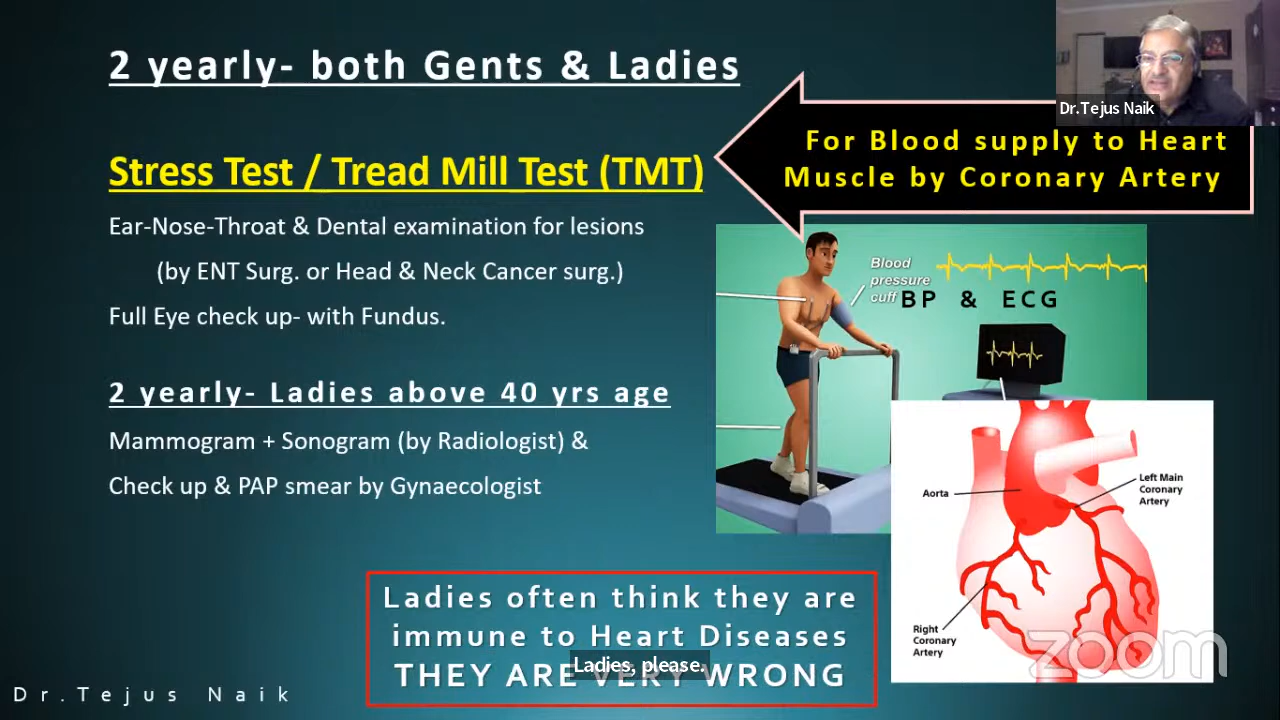 2 yearly- both Gents & Ladies
Stress Test / Tread Mill Test (TMT)
Ear-Nose-Throat & Dental examination for lesions
(by ENT Surg. or Head & Neck Cancer surg.)
Full Eye check up- with Fundus.
2 yearly- Ladies above 40 yrs age
Mammogram + Sonogram (by Radiologist) &
Check up & PAP smear by Gynaecologist
Dr.Tejus Naik
For Blood supply to Heart
Muscle by Coronary Artery
Blood
pressure
cuff
BP & ECG
Aorta
Left Main
Coronary
Artery
Right
Coronary
Artery
zoom
Ladies often think they are
immune to Heart Diseases
THEY ARE VERY WRONG
Ladies, please.
Dr.Tejus Naik